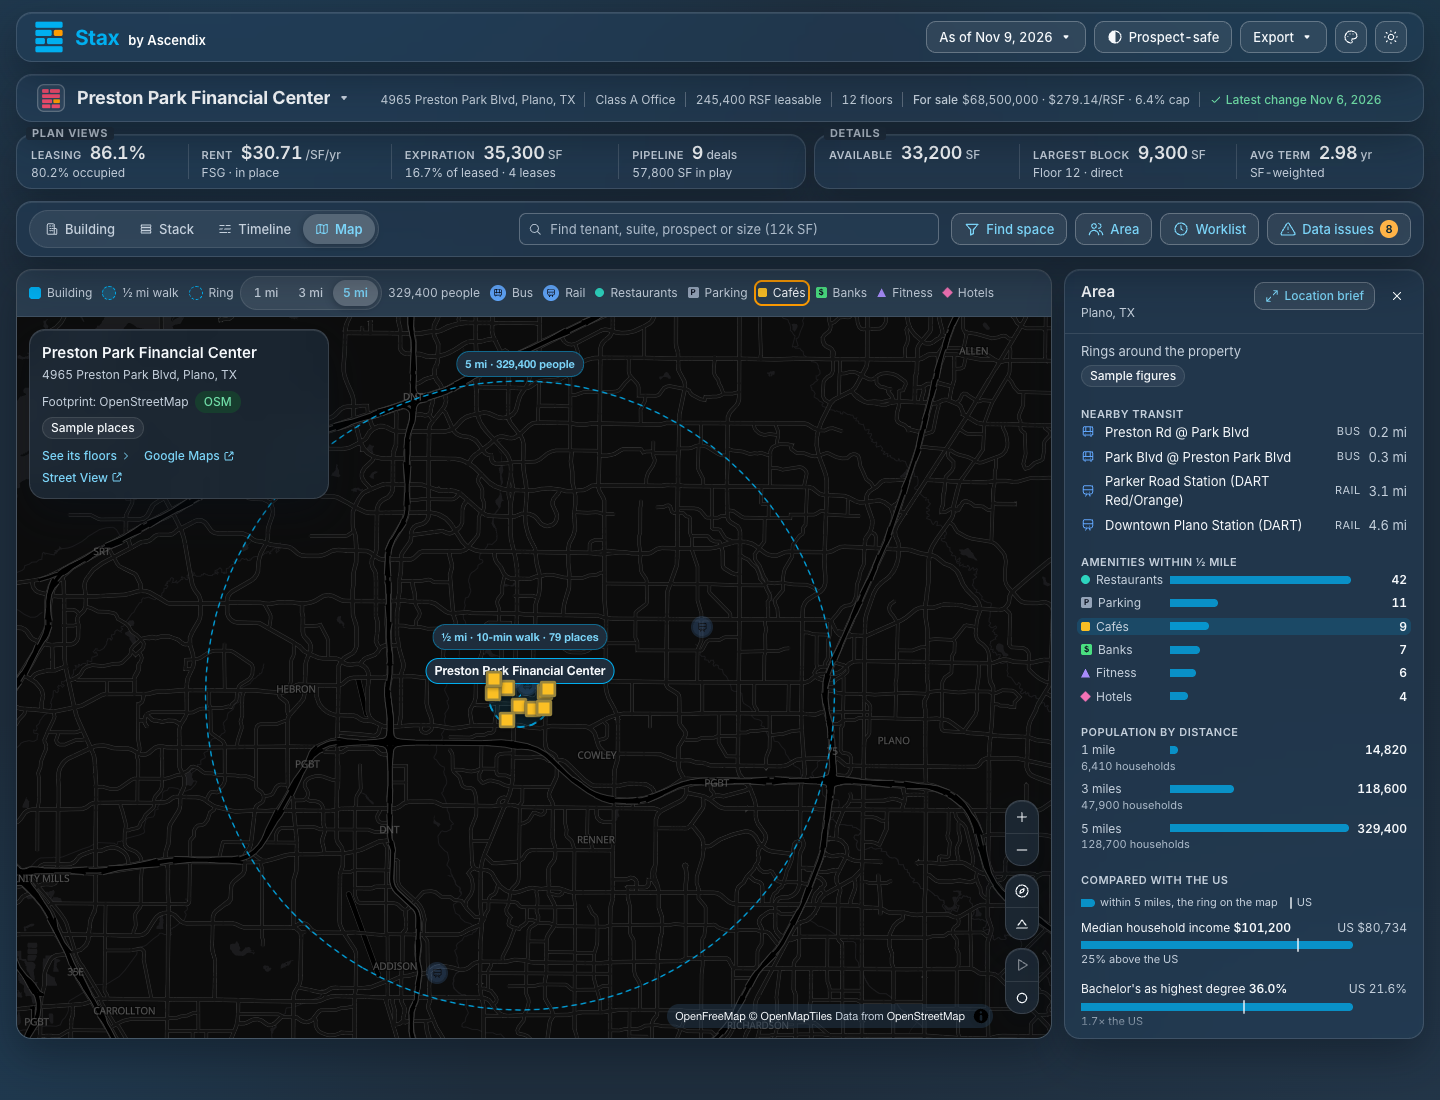 Stax by Ascendix
As of Nov 9, 2026
Prospect-safe
Export
Preston Park Financial Center
4965 Preston Park Blvd, Plano, TX
Class A Office
245,400 RSF leasable
12 floors
For sale $68,500,000 · $279.14/RSF · 6.4% cap
Latest change Nov 6, 2026
PLAN VIEWS
LEASING 86.1%
80.2% occupied
RENT $30.71 /SF/yr
FSG · in place
EXPIRATION 35,300 SF
16.7% of leased · 4 leases
PIPELINE 9 deals
57,800 SF in play
DETAILS
AVAILABLE 33,200 SF
LARGEST BLOCK 9,300 SF
Floor 12 · direct
AVG TERM 2.98 yr
SF-weighted
Building
Stack
Timeline
Map
Find tenant, suite, prospect or size (12k SF)
Find space
Area
Worklist
Data issues 8
Building
½ mi walk
Ring
1 mi
3 mi
5 mi
329,400 people
Bus
Rail
Restaurants
P Parking
Cafés
$ Banks
Fitness
Hotels
Preston Park Financial Center
4965 Preston Park Blvd, Plano, TX
Footprint: OpenStreetMap OSM
Sample places
See its floors
Google Maps
Street View
5 mi · 329,400 people
ALLEN
DNT
SRT
½ mi · 10-min walk · 79 places
Preston Park Financial Center
HEBRON
PLANO
COWLEY
75
PGBT
PGBT
DNT
RENNER
NITY MILLS
ADDISON
35E
CARROLLTON
PGBT
RICHARDSON
OpenFreeMap © OpenMapTiles Data from OpenStreetMap
Area
Plano, TX
Location brief
Rings around the property
Sample figures
NEARBY TRANSIT
Preston Rd @ Park Blvd BUS 0.2 mi
Park Blvd @ Preston Park Blvd BUS 0.3 mi
Parker Road Station (DART
Red/Orange) RAIL 3.1 mi
Downtown Plano Station (DART) RAIL 4.6 mi
AMENITIES WITHIN ½ MILE
Restaurants 42
P Parking 11
Cafés 9
$ Banks 7
Fitness 6
Hotels 4
POPULATION BY DISTANCE
1 mile 14,820
6,410 households
3 miles 118,600
47,900 households
5 miles 329,400
128,700 households
COMPARED WITH THE US
within 5 miles, the ring on the map US
Median household income $101,200 US $80,734
25% above the US
Bachelor's as highest degree 36.0% US 21.6%
1.7× the US